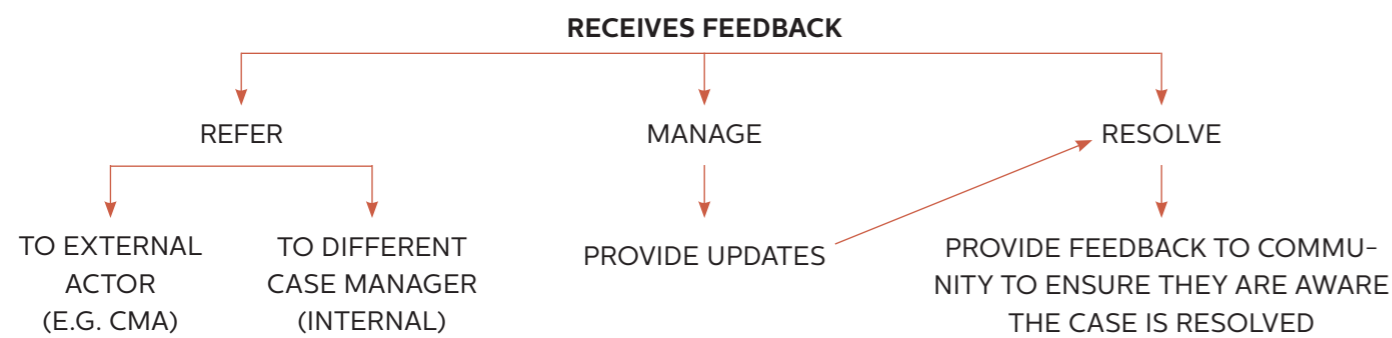 RECEIVES FEEDBACK
REFER
MANAGE
RESOLVE
TO EXTERNAL
ACTOR
(E.G. CMA)
TO DIFFERENT
CASE MANAGER
(INTERNAL)
PROVIDE UPDATES
PROVIDE FEEDBACK TO COMMU-
NITY TO ENSURE THEY ARE AWARE
THE CASE IS RESOLVED